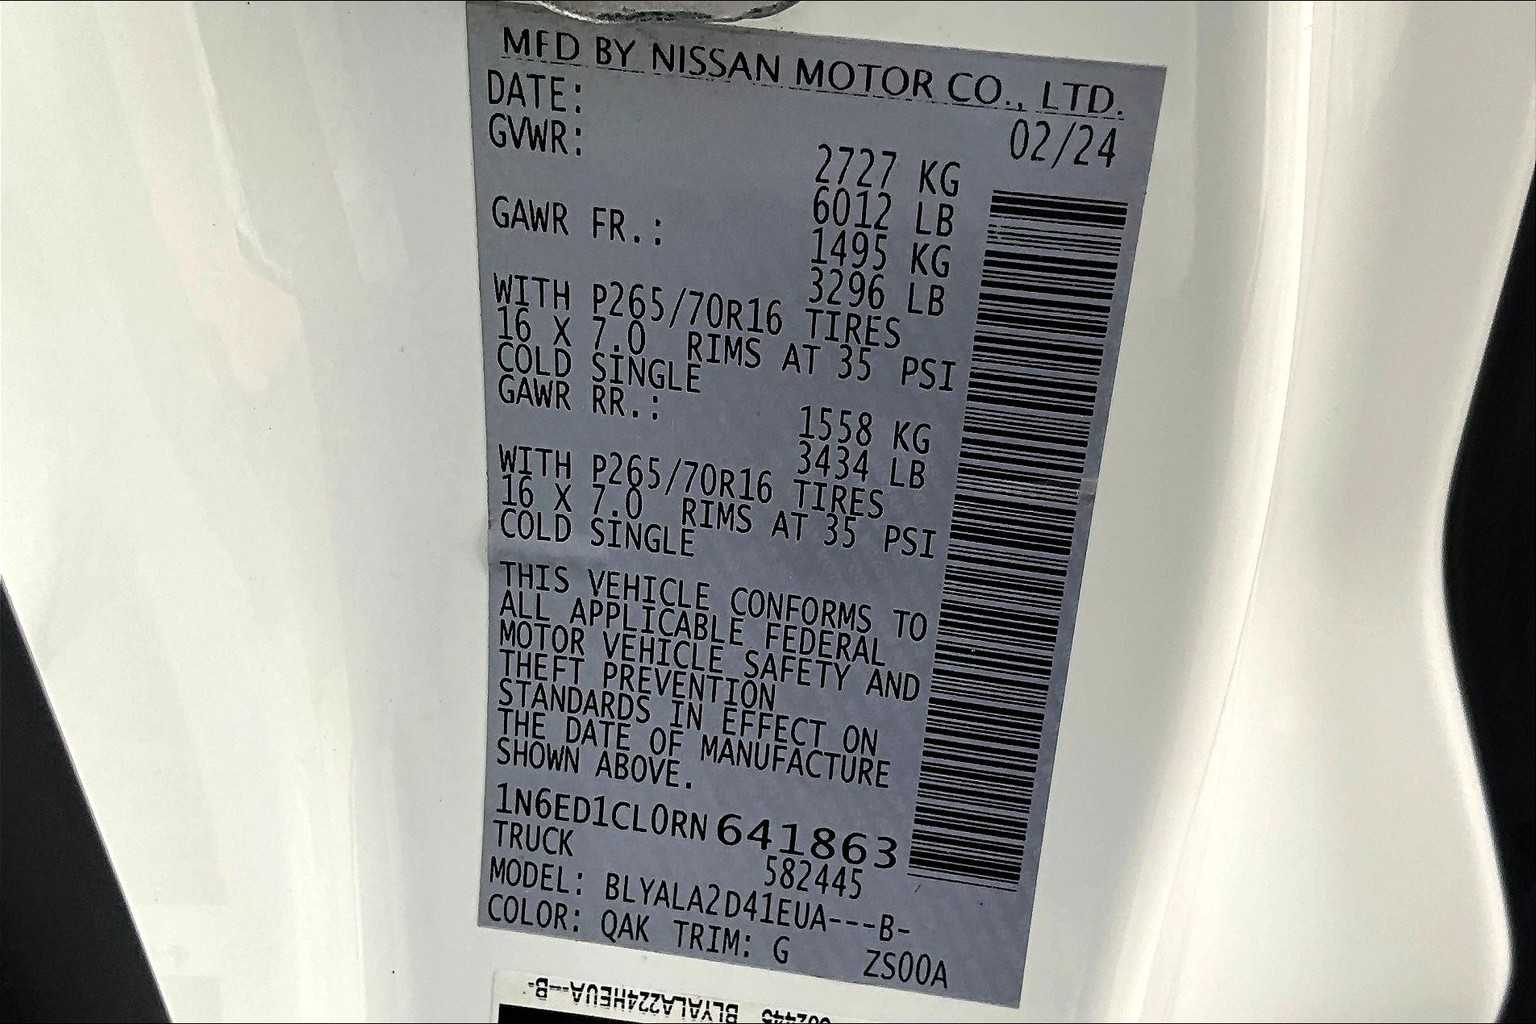 MFD BY NISSAN MOTOR CO., LTD.
DATE: 02/24
GVWR: 2727 KG
6012 LB
GAWR FR.: 1495 KG
3296 LB
WITH P265/70R16 TIRES
16 X 7.0 RIMS AT 35 PSI
COLD SINGLE
GAWR RR.: 1558 KG
3434 LB
WITH P265/70R16 TIRES
16 X 7.0 RIMS AT 35 PSI
COLD SINGLE
THIS VEHICLE CONFORMS TO
ALL APPLICABLE FEDERAL
MOTOR VEHICLE SAFETY AND
THEFT PREVENTION
STANDARDS IN EFFECT ON
THE DATE OF MANUFACTURE
SHOWN ABOVE.
1N6ED1CL0RN641863
TRUCK 582445
MODEL: BLYALA2D41EUA---B-
COLOR: QAK TRIM: G ZS00A
BLYALA224HEUA--B-